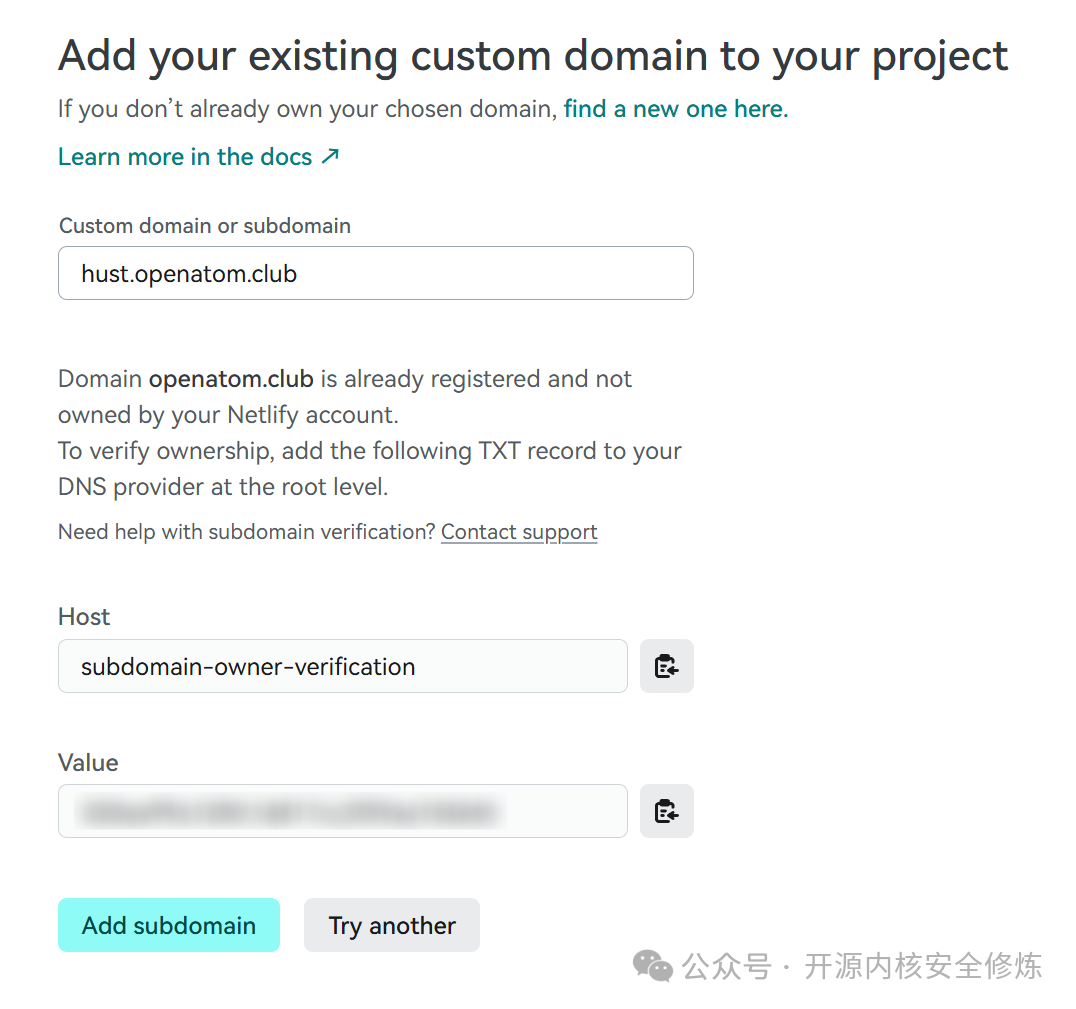 Add your existing custom domain to your project
If you don’t already own your chosen domain, find a new one here.
Learn more in the docs ↗
Custom domain or subdomain
hust.openatom.club
Domain openatom.club is already registered and not
owned by your Netlify account.
To verify ownership, add the following TXT record to your
DNS provider at the root level.
Need help with subdomain verification? Contact support
Host
subdomain-owner-verification
Value
Add subdomain
Try another
公众号 · 开源内核安全修炼